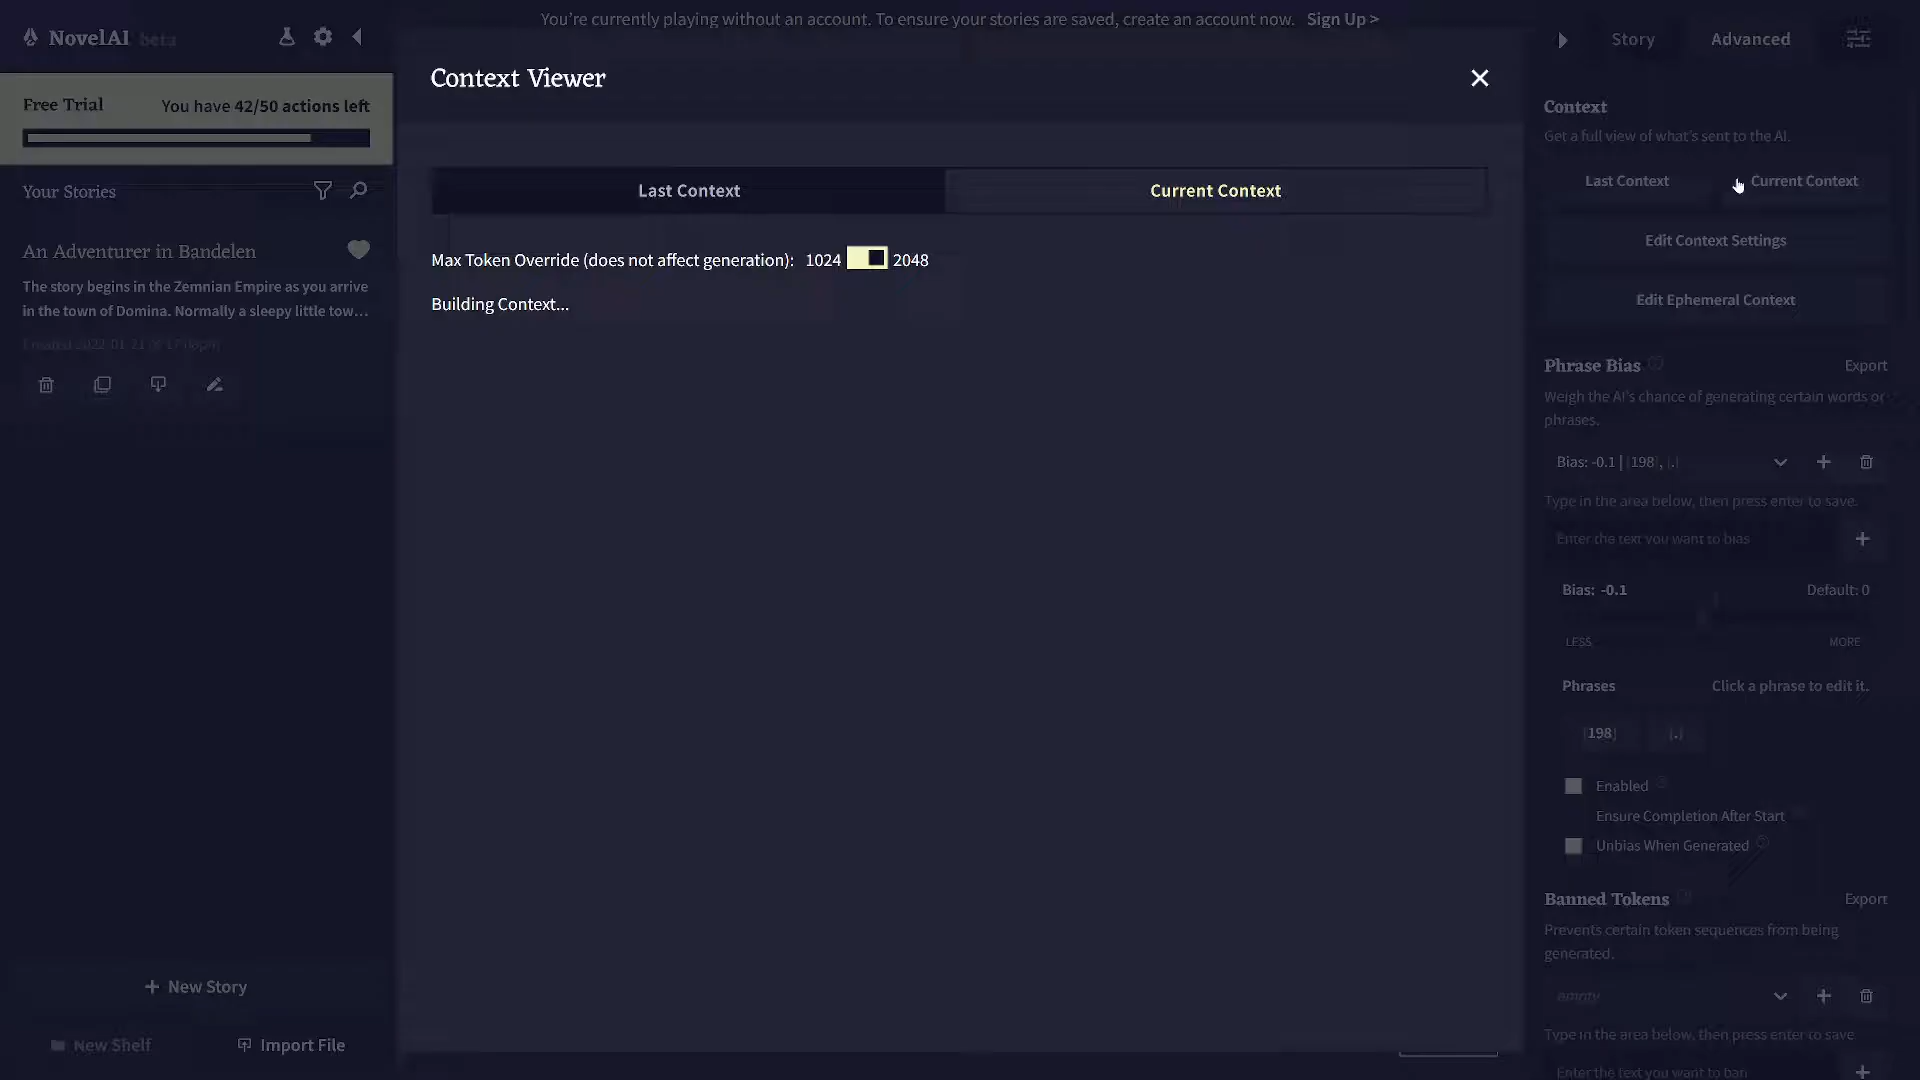 You're currently playing without an account. To ensure your stories are saved, create an account now. Sign Up >
NovelAI beta
Free Trial
You have 42/50 actions left
Your Stories
An Adventurer in Bandelen
The story begins in the Zemnian Empire as you arrive
in the town of Domina. Normally a sleepy little tow...
New Story
New Shelf
Import File
Context Viewer
Last Context
Current Context
Max Token Override (does not affect generation): 1024 2048
Building Context...
Story
Advanced
Context
Get a full view of what's sent to the AI.
Last Context
Current Context
Edit Context Settings
Edit Ephemeral Context
Phrase Bias
Export
Weigh the AI's chance of generating certain words or
phrases.
Bias: -0.1 | [198], [.]
Type in the area below, then press enter to save.
Enter the text you want to bias
Bias: -0.1
Default: 0
LESS
MORE
Phrases
Click a phrase to edit it.
[198]
[.]
Enabled
Ensure Completion After Start
Unbias When Generated
Banned Tokens
Export
Prevents certain token sequences from being
generated.
empty
Type in the area below, then press enter to save
Enter the text you want to ban